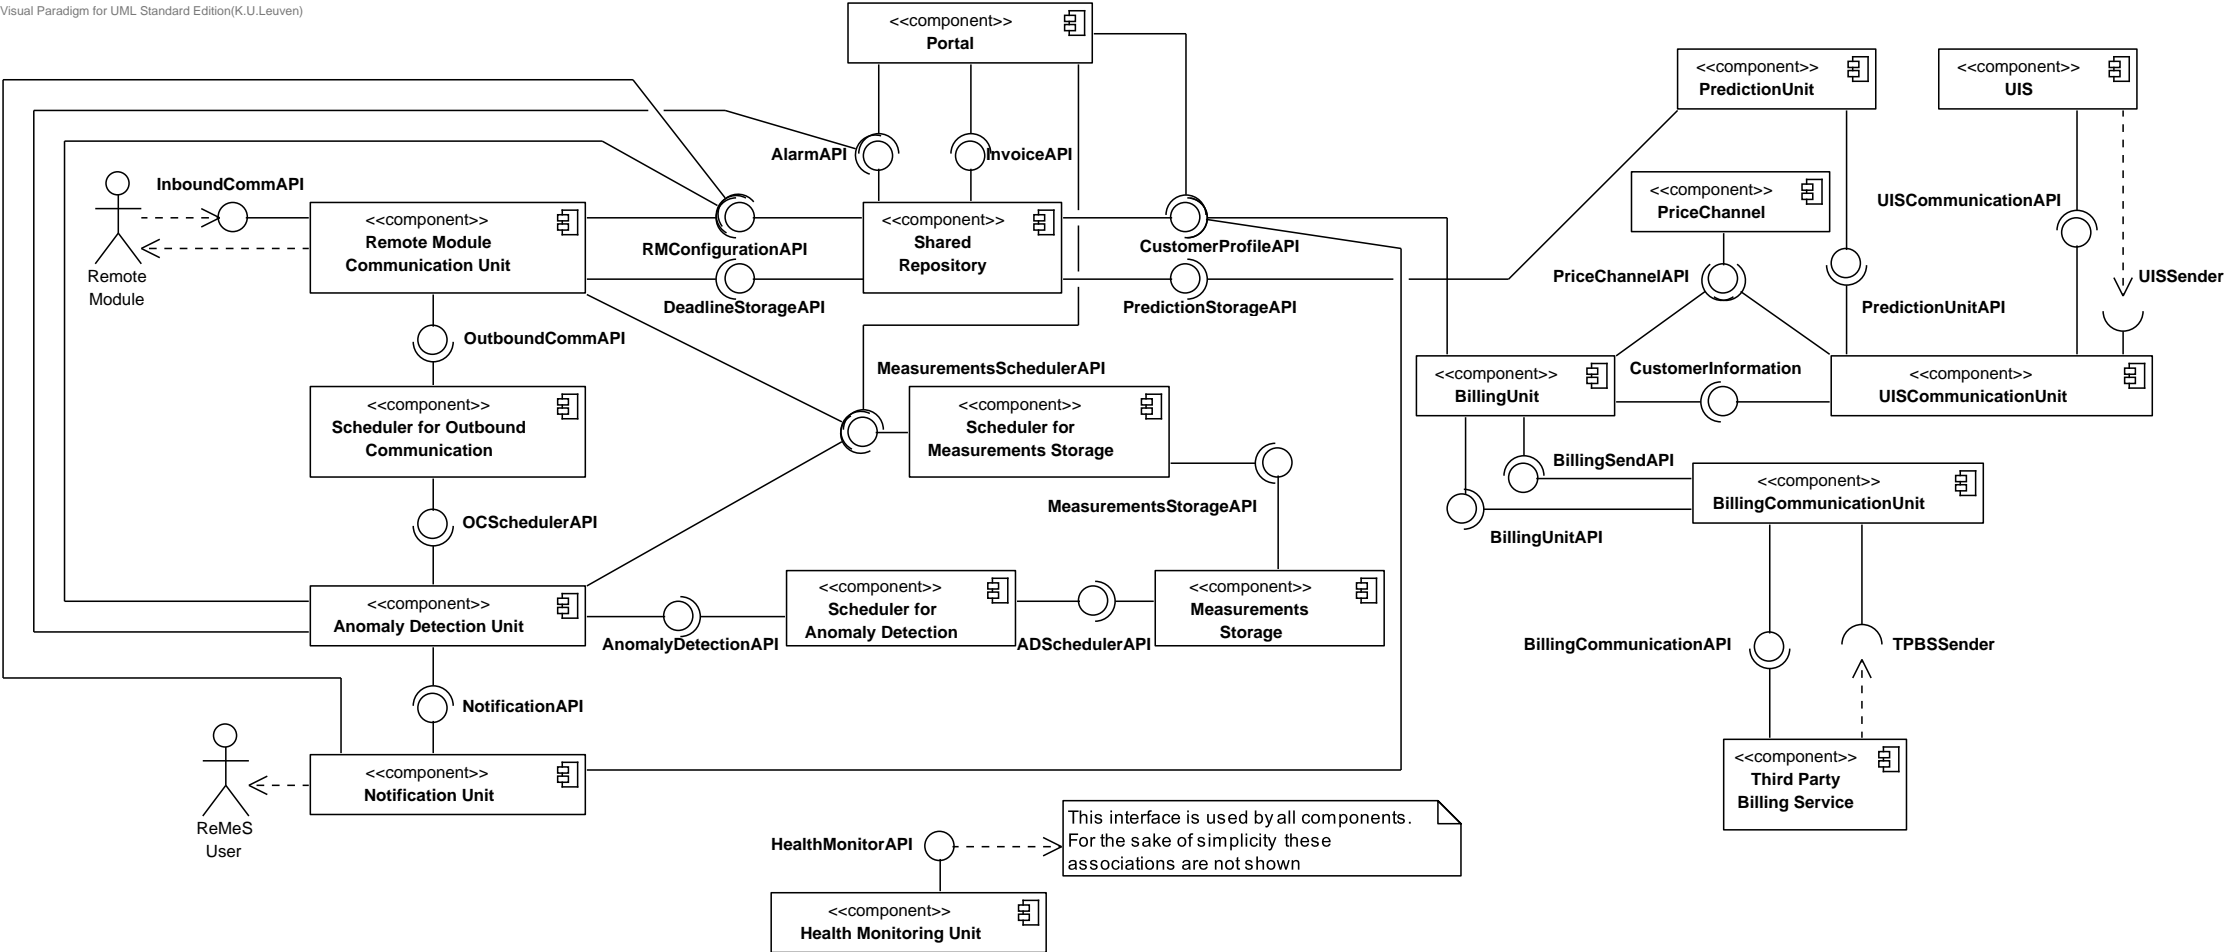 Visual Paradigm for UML Standard Edition(K.U.Leuven)
<<component>>
Portal
<<component>>
PredictionUnit
<<component>>
UIS
AlarmAPI
InvoiceAPI
InboundCommAPI
<<component>>
PriceChannel
UISCommunicationAPI
<<component>>
Remote Module
Communication Unit
RMConfigurationAPI
<<component>>
Shared
Repository
CustomerProfileAPI
Remote
Module
PriceChannelAPI
UISSender
DeadlineStorageAPI
PredictionStorageAPI
PredictionUnitAPI
OutboundCommAPI
MeasurementsSchedulerAPI
CustomerInformation
<<component>>
BillingUnit
<<component>>
UISCommunicationUnit
<<component>>
Scheduler for Outbound
Communication
<<component>>
Scheduler for
Measurements Storage
BillingSendAPI
<<component>>
BillingCommunicationUnit
MeasurementsStorageAPI
OCSchedulerAPI
BillingUnitAPI
<<component>>
Anomaly Detection Unit
<<component>>
Scheduler for
Anomaly Detection
<<component>>
Measurements
Storage
AnomalyDetectionAPI
ADSchedulerAPI
BillingCommunicationAPI
TPBSSender
NotificationAPI
<<component>>
Notification Unit
<<component>>
Third Party
Billing Service
ReMeS
User
HealthMonitorAPI
This interface is used by all components.
For the sake of simplicity these
associations are not shown
<<component>>
Health Monitoring Unit